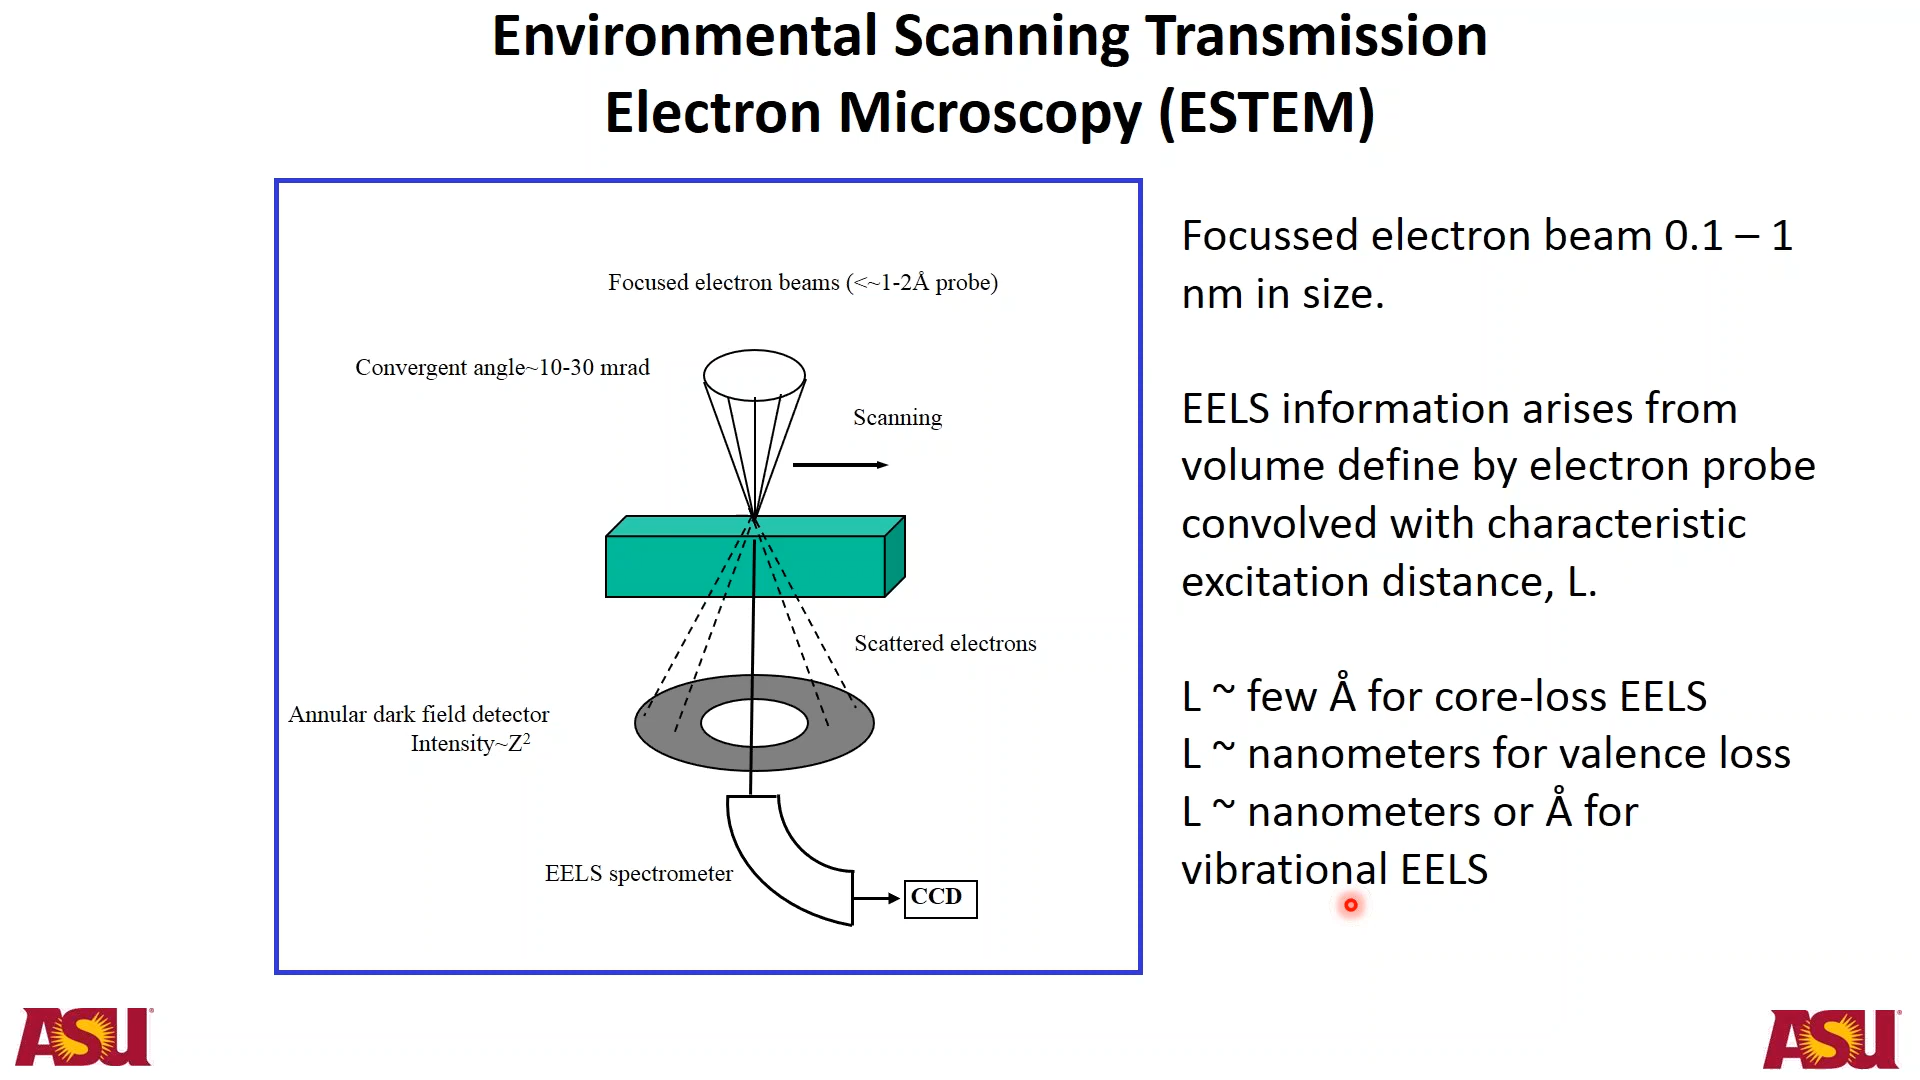 Environmental Scanning Transmission
Electron Microscopy (ESTEM)
Focused electron beams (<~1-2Å probe)
Convergent angle~10-30 mrad
Scanning
Scattered electrons
Annular dark field detector
Intensity~Z²
EELS spectrometer
CCD
Focussed electron beam 0.1 – 1
nm in size.
EELS information arises from
volume define by electron probe
convolved with characteristic
excitation distance, L.
L ~ few Å for core-loss EELS
L ~ nanometers for valence loss
L ~ nanometers or Å for
vibrational EELS
ASU
ASU